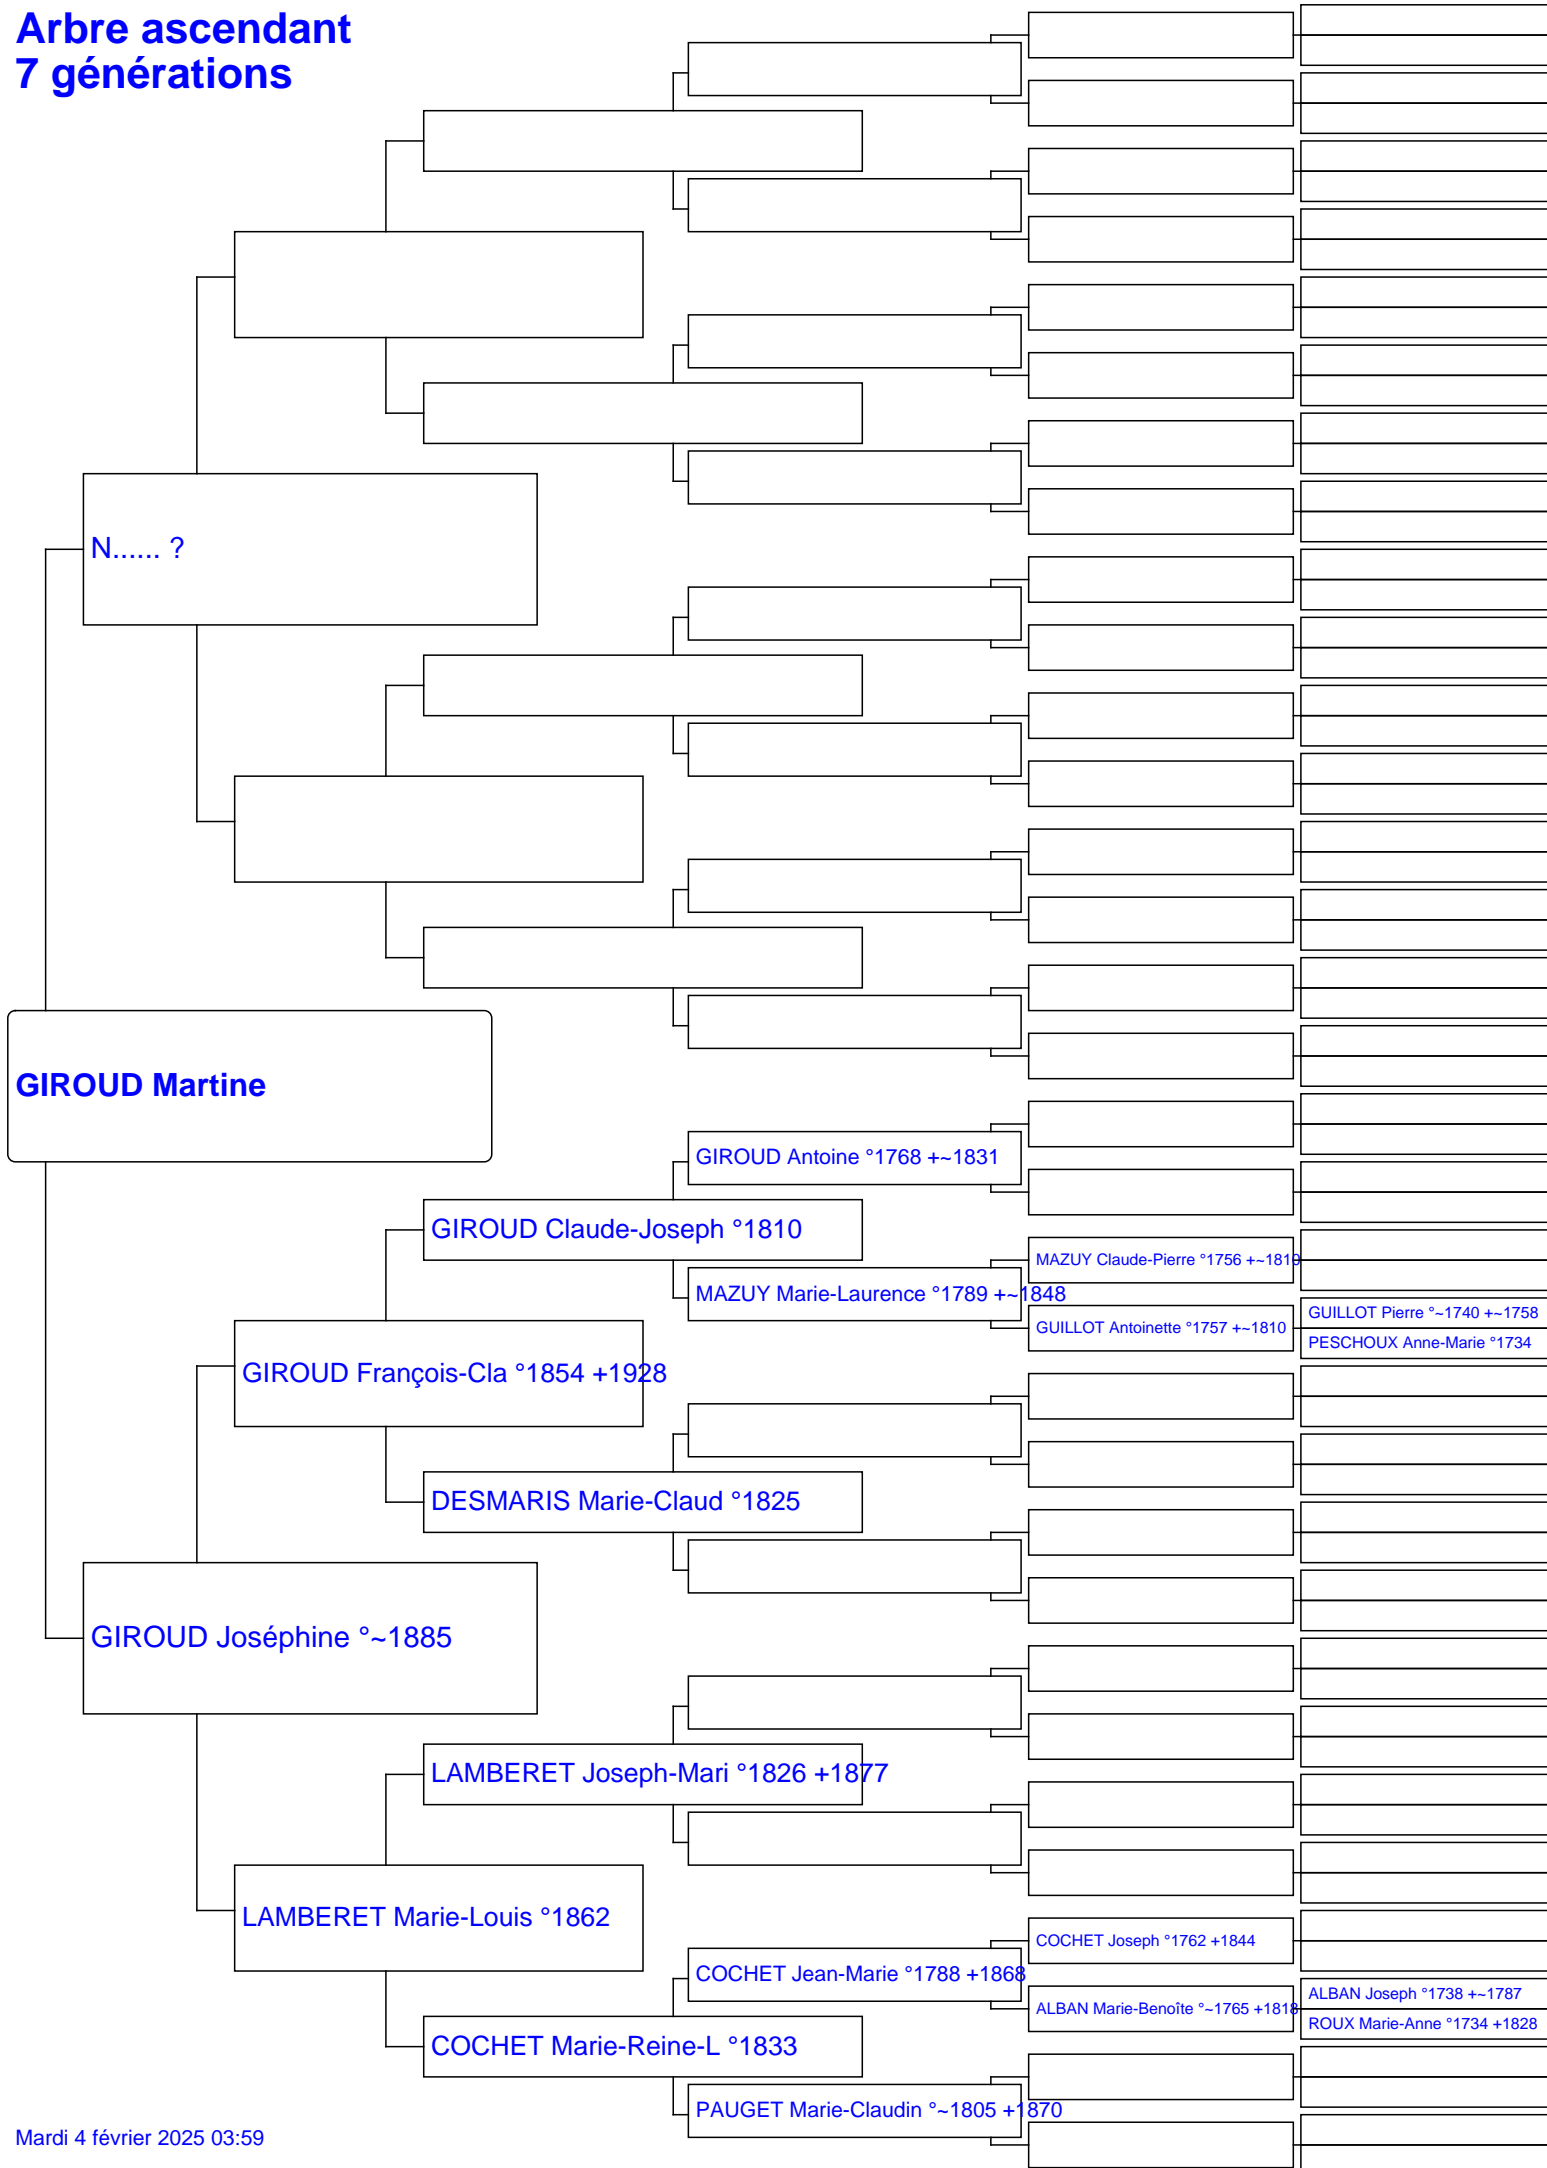 Arbre ascendant
7 générations
N...... ?
GIROUD Martine
GIROUD Antoine °1768 +~1831
GIROUD Claude-Joseph °1810
MAZUY Claude-Pierre °1756 +~1810
MAZUY Marie-Laurence °1789 +~1848
GUILLOT Pierre °~1740 +~1758
GUILLOT Antoinette °1757 +~1810
PESCHOUX Anne-Marie °1734
GIROUD François-Cla °1854 +1928
DESMARIS Marie-Claud °1825
GIROUD Joséphine °~1885
LAMBERET Joseph-Mari °1826 +1877
LAMBERET Marie-Louis °1862
COCHET Joseph °1762 +1844
COCHET Jean-Marie °1788 +1868
ALBAN Joseph °1738 +~1787
ALBAN Marie-Benoîte °~1765 +1818
ROUX Marie-Anne °1734 +1828
COCHET Marie-Reine-L °1833
PAUGET Marie-Claudin °~1805 +1870
Mardi 4 février 2025 03:59